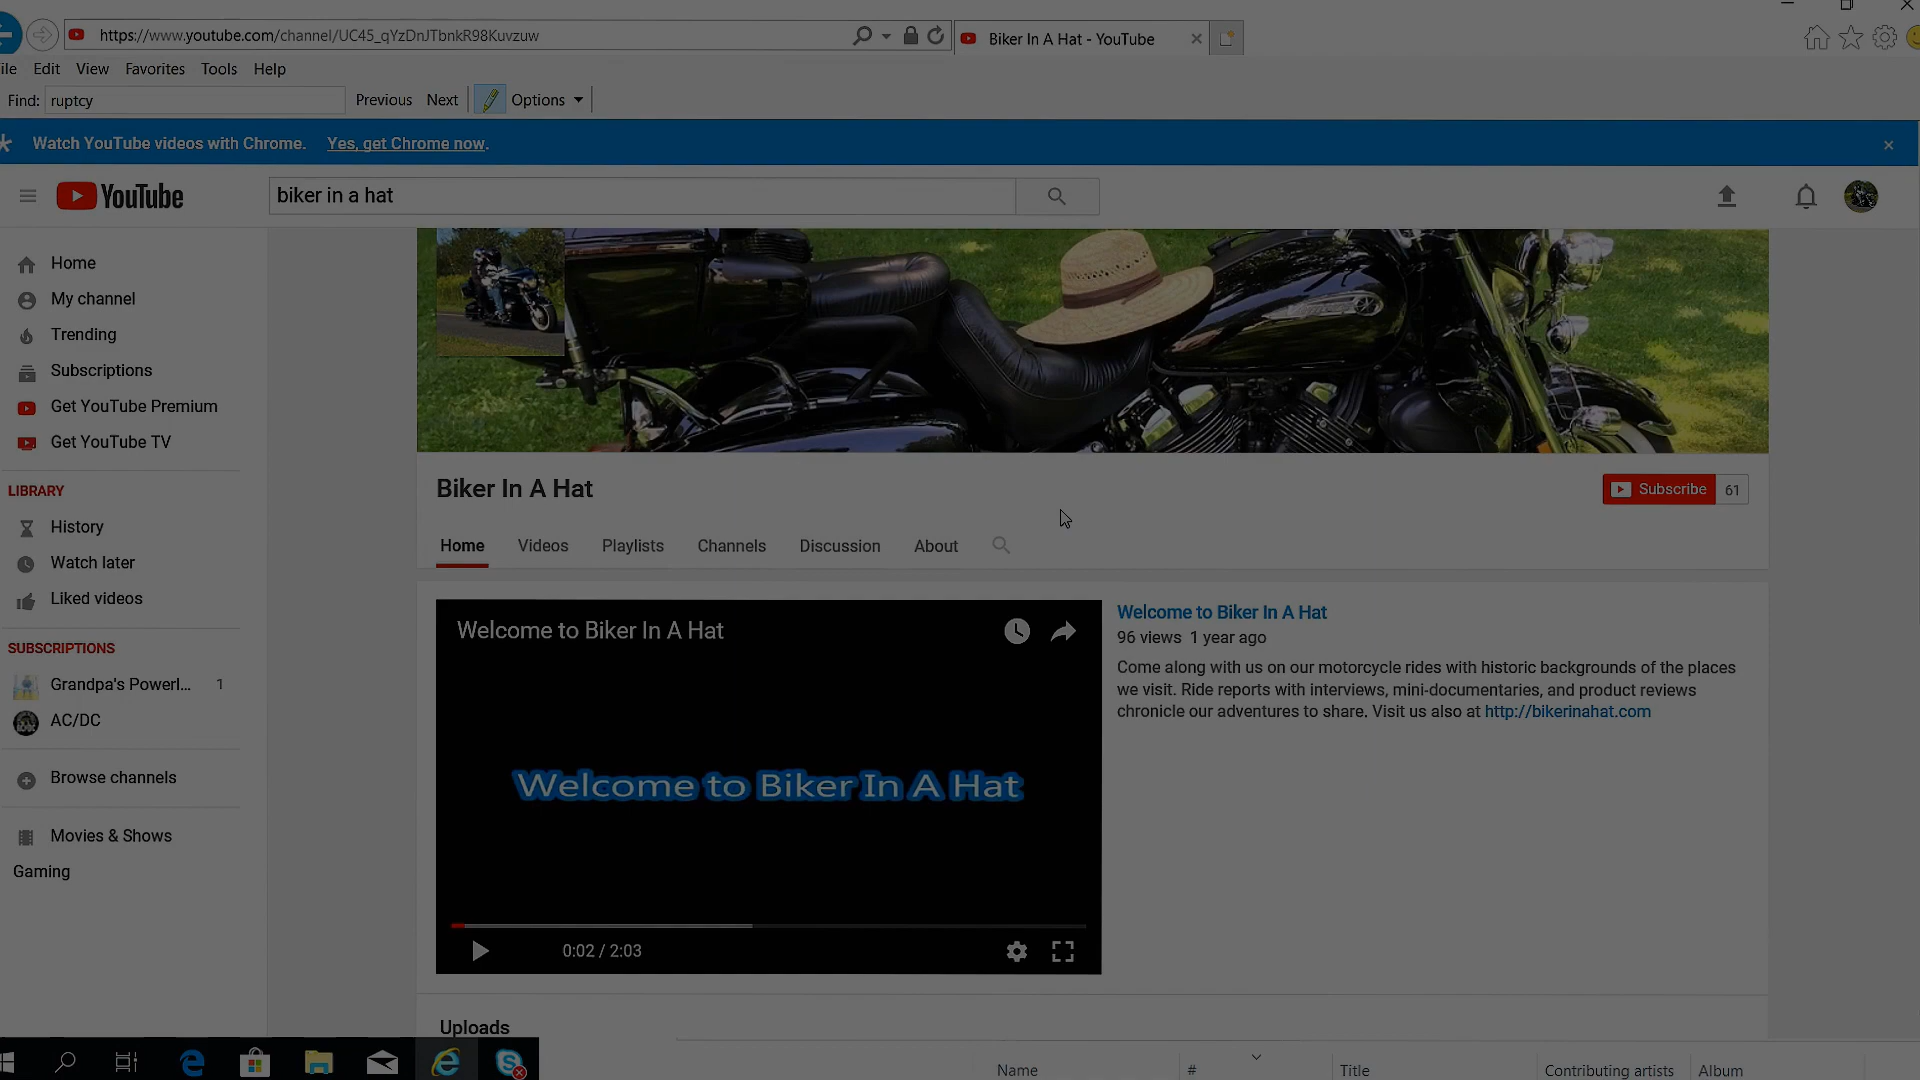 https://www.youtube.com/channel/UC45_qYzDnJTbnkR98Kuvzuw
Biker In A Hat - YouTube
ile Edit View Favorites Tools Help
Find: ruptcy Previous Next Options
Watch YouTube videos with Chrome. Yes, get Chrome now.
YouTube
biker in a hat
Home
My channel
Trending
Subscriptions
Get YouTube Premium
Get YouTube TV
LIBRARY
History
Watch later
Liked videos
SUBSCRIPTIONS
Grandpa's Powerl... 1
AC/DC
Browse channels
Movies & Shows
Gaming
Biker In A Hat
Subscribe 61
Home Videos Playlists Channels Discussion About
Welcome to Biker In A Hat
Welcome to Biker In A Hat
0:02 / 2:03
Welcome to Biker In A Hat
96 views 1 year ago
Come along with us on our motorcycle rides with historic backgrounds of the places
we visit. Ride reports with interviews, mini-documentaries, and product reviews
chronicle our adventures to share. Visit us also at http://bikerinahat.com
Uploads
Name # Title Contributing artists Album